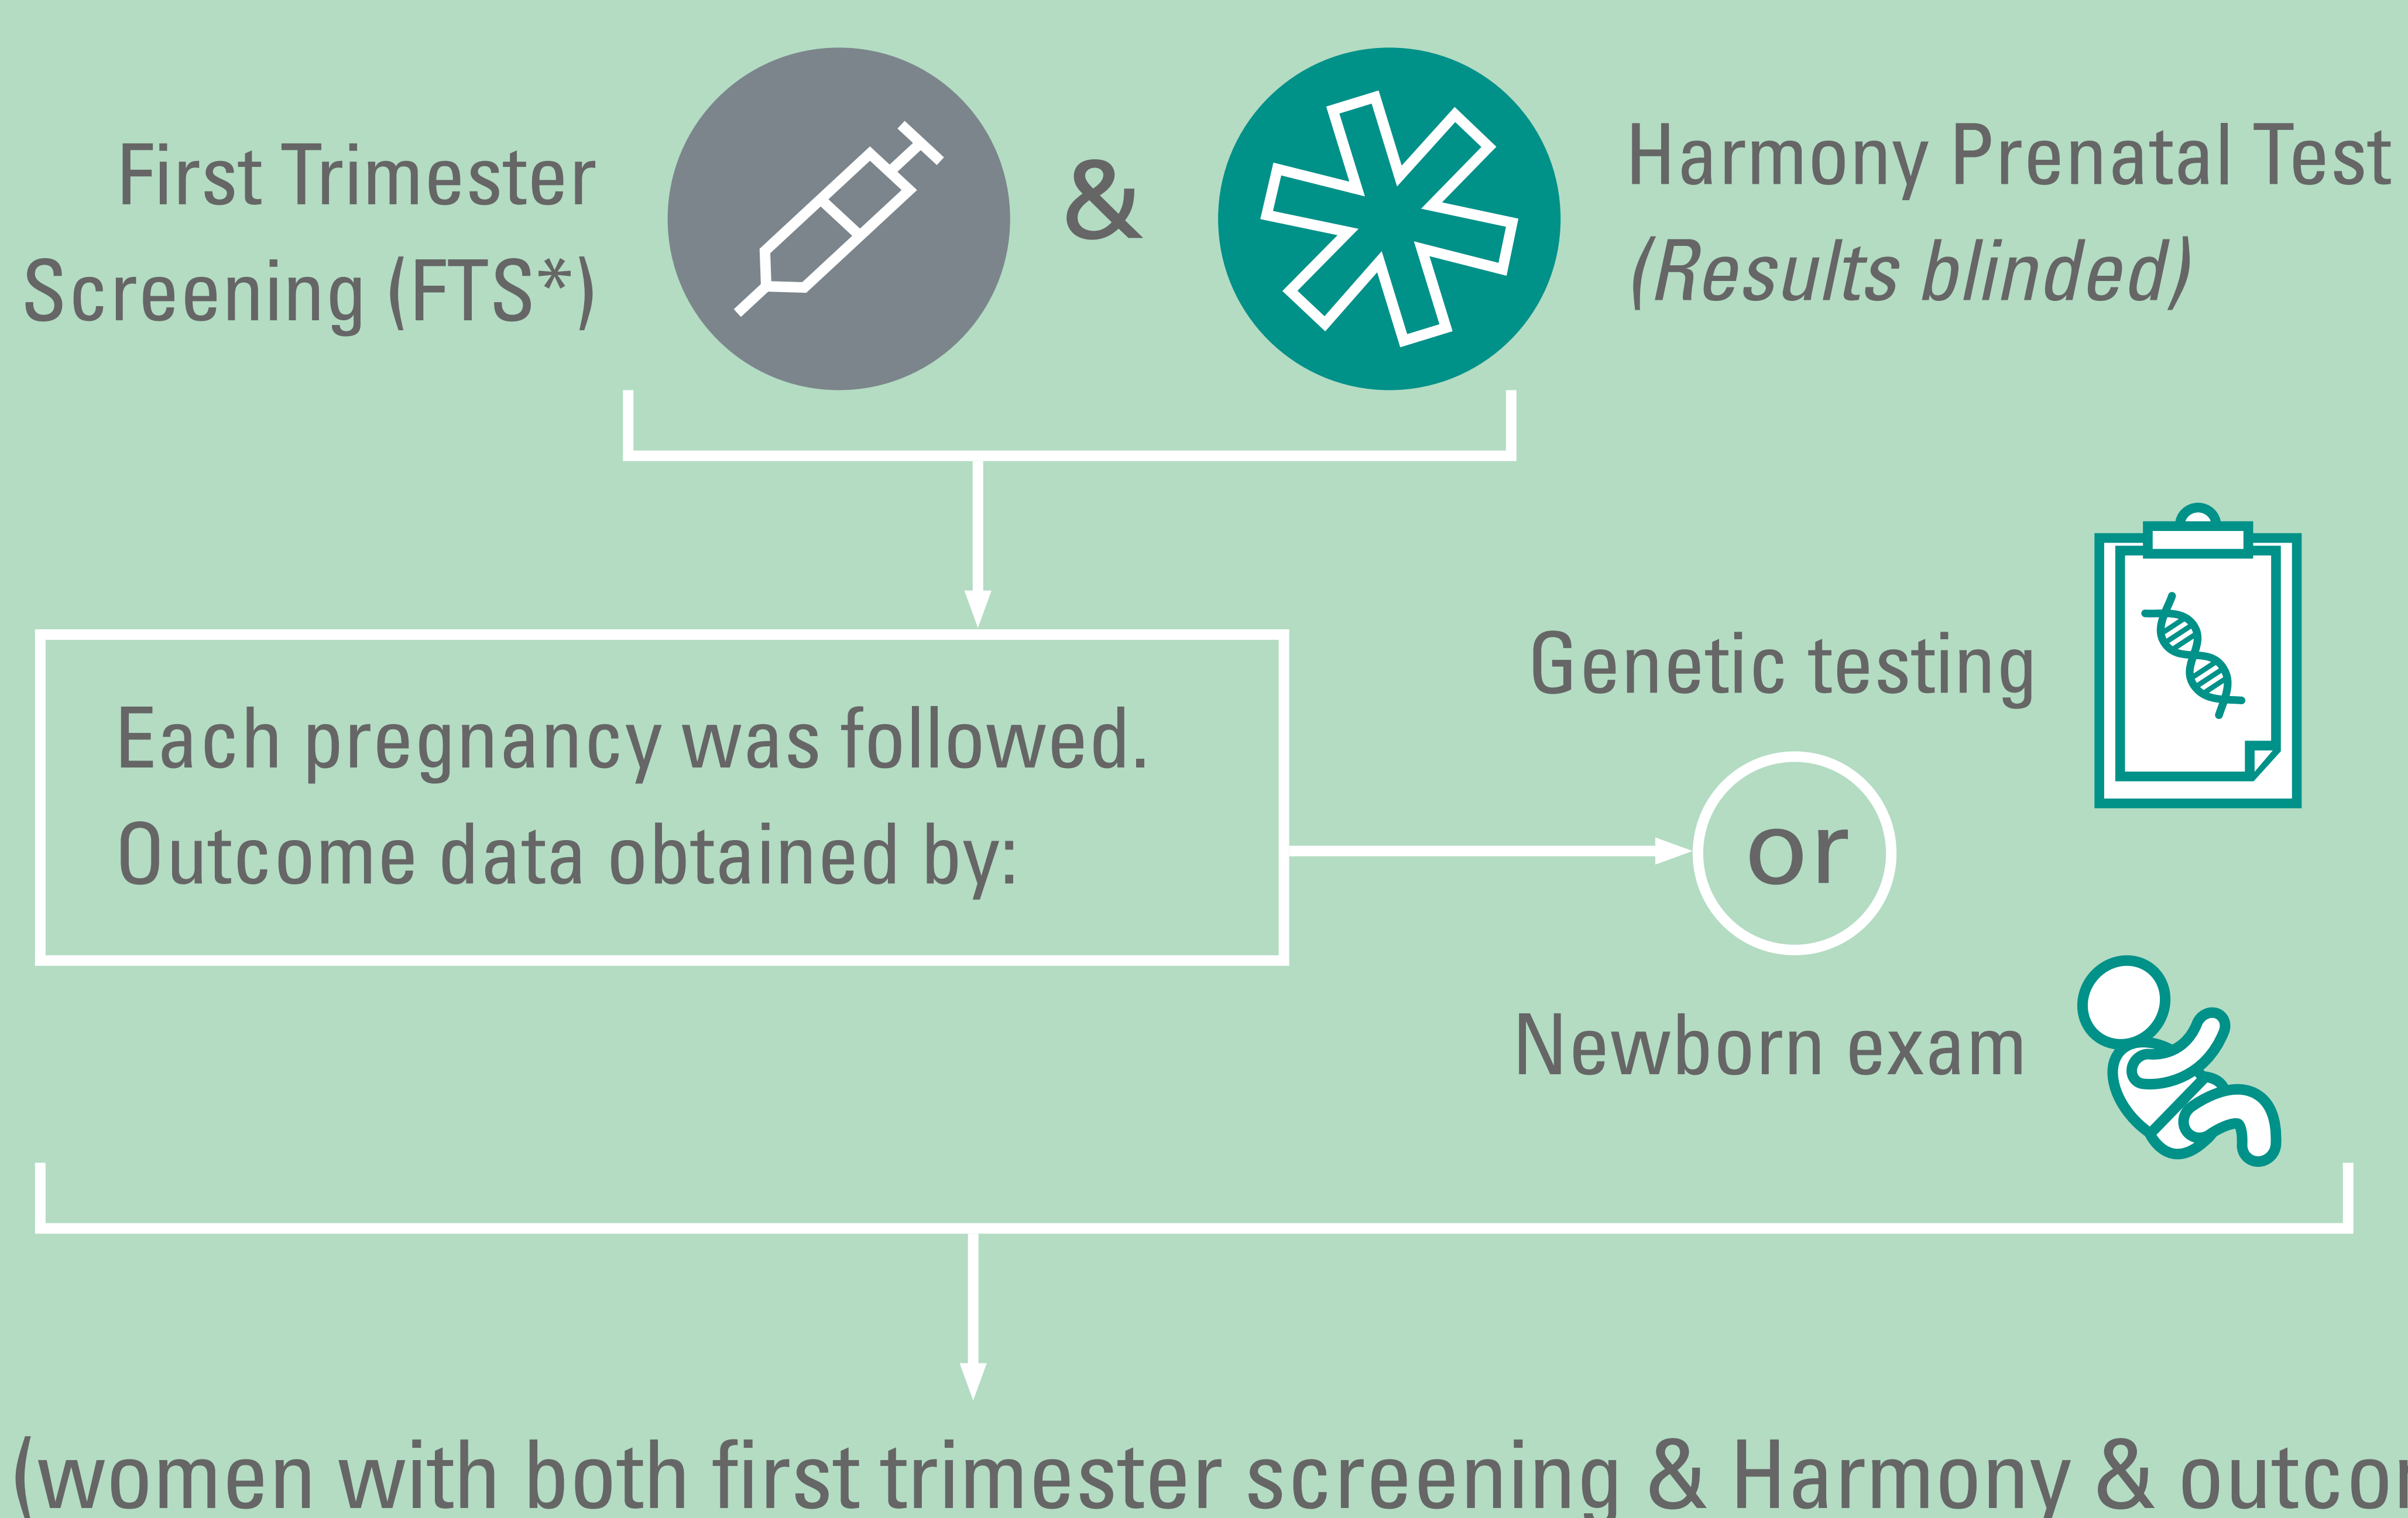 First Trimester
Screening (FTS*)
&
Harmony Prenatal Test
(Results blinded)
Each pregnancy was followed.
Outcome data obtained by:
Genetic testing
or
Newborn exam
(women with both first trimester screening & Harmony &